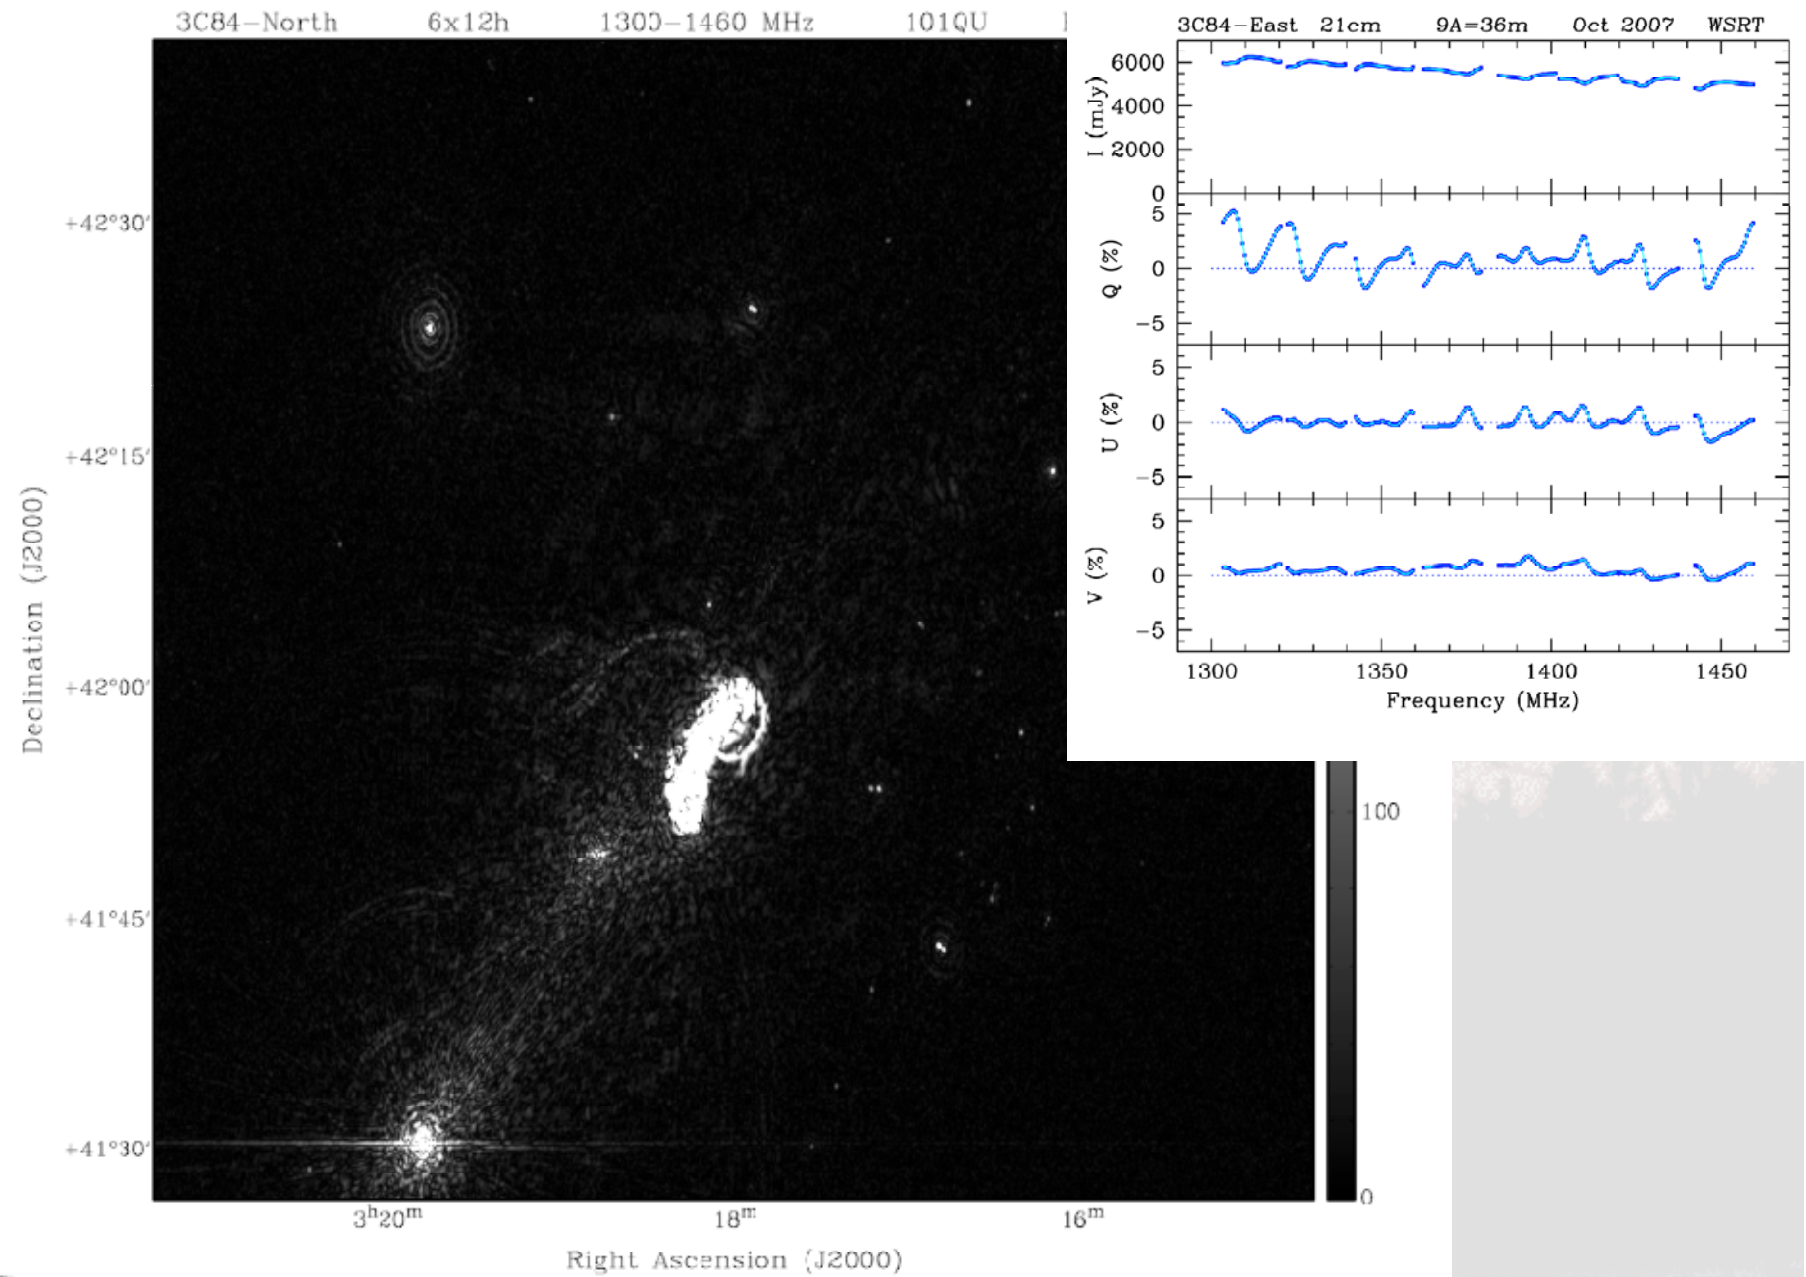 3C84-North 6x12h 1300-1460 MHz 101QU
+42°30'
+42°15'
+42°00'
+41°45'
+41°30'
Declination (J2000)
3h20m 18m 16m
Right Ascension (J2000)
100
0
3C84-East 21cm 9A=36m Oct 2007 WSRT
6000
4000
2000
0
I (mJy)
5
0
-5
Q (%)
5
0
-5
U (%)
5
0
-5
V (%)
1300 1350 1400 1450
Frequency (MHz)